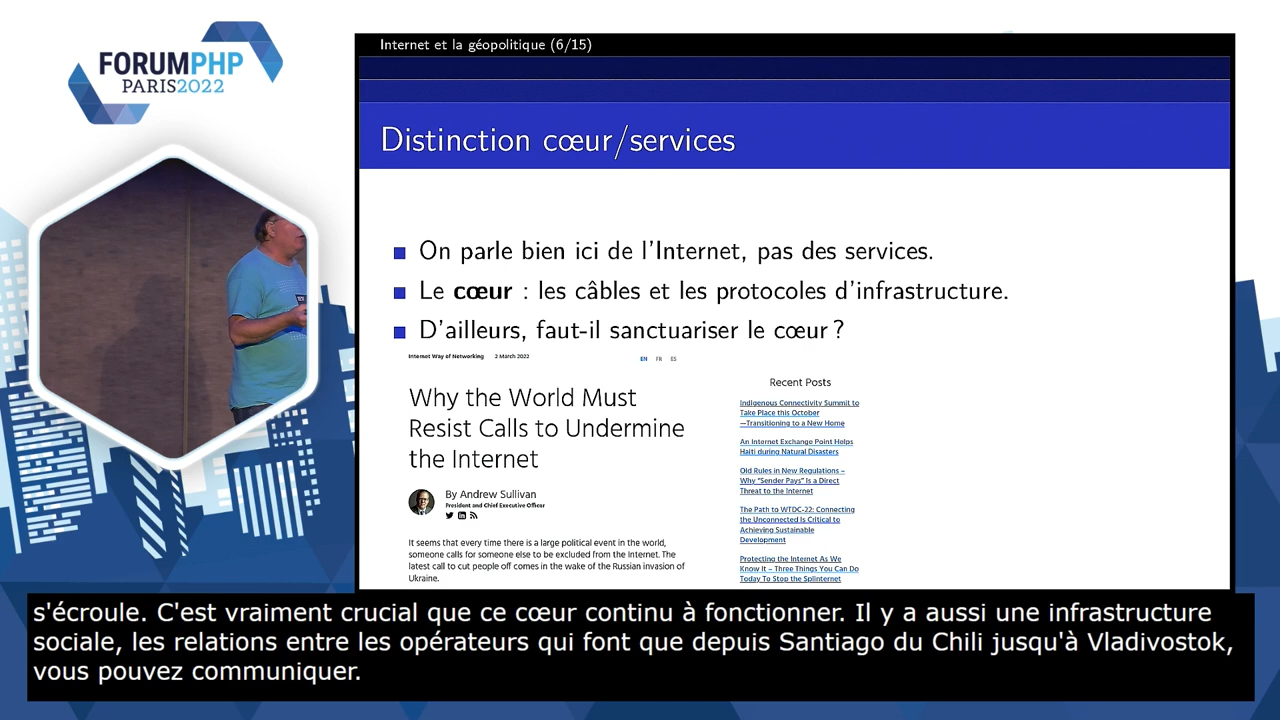 FORUMPHP
PARIS2022
Internet et la géopolitique (6/15)
Distinction cœur/services
On parle bien ici de l'Internet, pas des services.
Le cœur : les câbles et les protocoles d'infrastructure.
D'ailleurs, faut-il sanctuariser le cœur ?
Internet Way of Networking 2 March 2022
EN FR ES
Why the World Must
Resist Calls to Undermine
the Internet
By Andrew Sullivan
President and Chief Executive Officer
It seems that every time there is a large political event in the world,
someone calls for someone else to be excluded from the Internet. The
latest call to cut people off comes in the wake of the Russian invasion of
Ukraine.
Recent Posts
Indigenous Connectivity Summit to
Take Place this October
—Transitioning to a New Home
An Internet Exchange Point Helps
Haiti during Natural Disasters
Old Rules in New Regulations –
Why "Sender Pays" Is a Direct
Threat to the Internet
The Path to WTDC-22: Connecting
the Unconnected Is Critical to
Achieving Sustainable
Development
Protecting the Internet As We
Know It – Three Things You Can Do
Today To Stop the Splinternet
s'écroule. C'est vraiment crucial que ce cœur continu à fonctionner. Il y a aussi une infrastructure
sociale, les relations entre les opérateurs qui font que depuis Santiago du Chili jusqu'à Vladivostok,
vous pouvez communiquer.